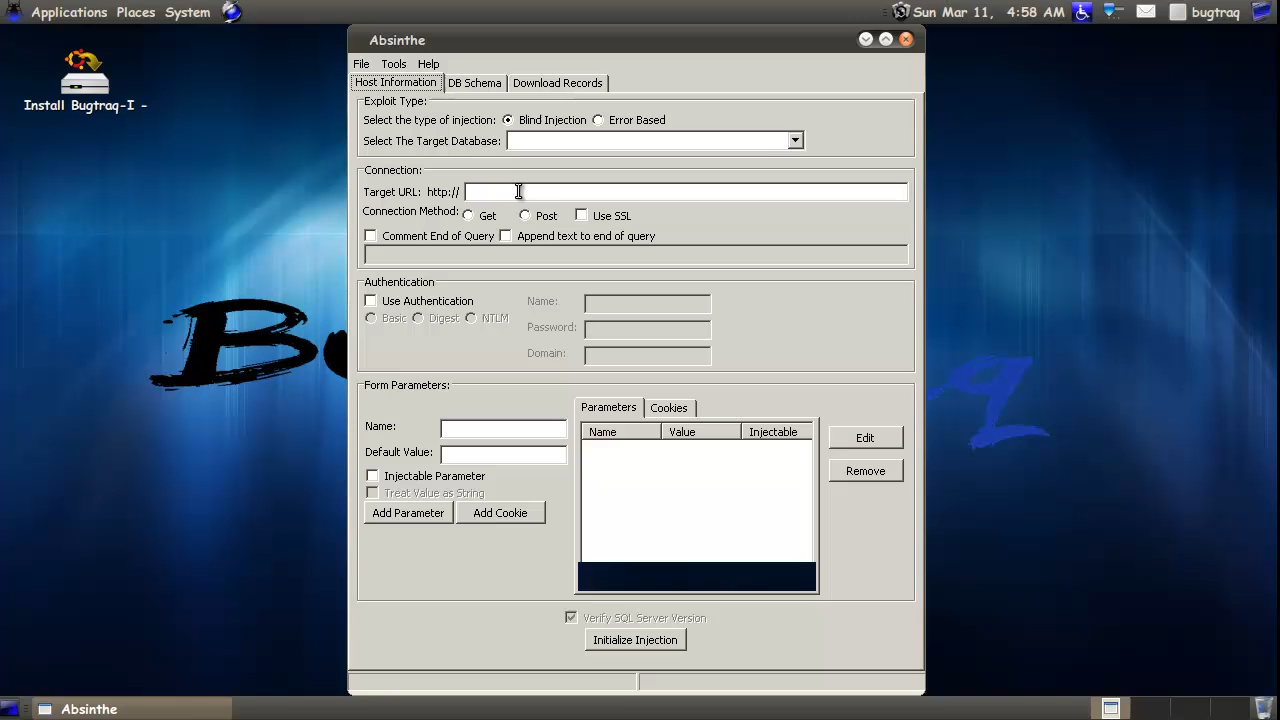 Applications Places System
Sun Mar 11, 4:58 AM
bugtraq
Install Bugtraq-I -
Absinthe
File Tools Help
Host Information DB Schema Download Records
Exploit Type:
Select the type of injection: Blind Injection Error Based
Select The Target Database:
Connection:
Target URL: http://
Connection Method: Get Post Use SSL
Comment End of Query Append text to end of query
Authentication
Use Authentication Name:
Basic Digest NTLM
Password:
Domain:
Form Parameters:
Parameters Cookies
Name:
Name Value Injectable
Edit
Default Value:
Remove
Injectable Parameter
Treat Value as String
Add Parameter Add Cookie
Verify SQL Server Version
Initialize Injection
Absinthe